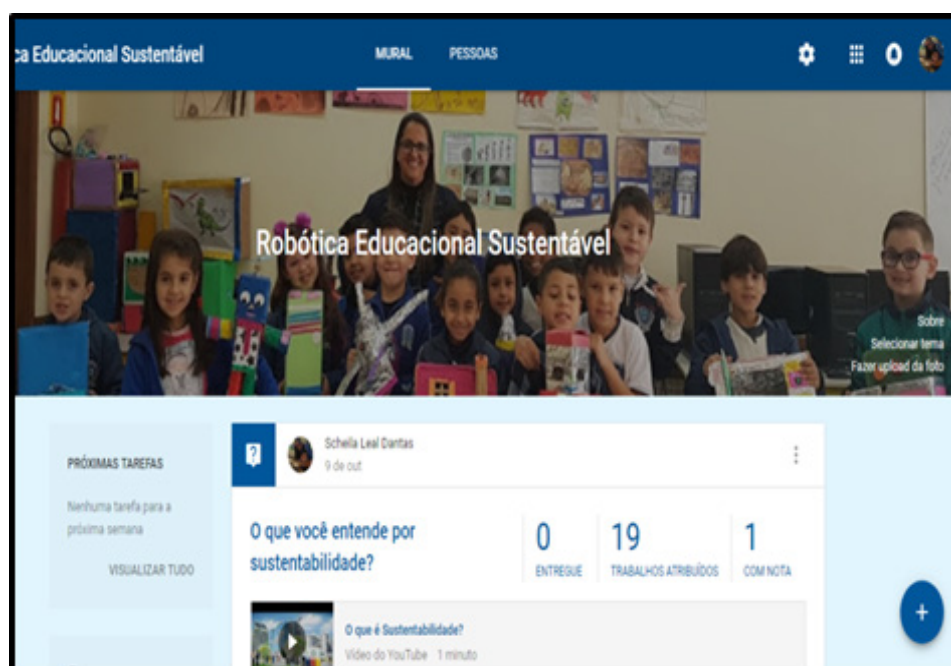 ca Educacional Sustentável
MURAL
PESSOAS
Robótica Educacional Sustentável
Sobre
Selecionar tema
Fazer upload da foto
PRÓXIMAS TAREFAS
Nenhuma tarefa para a
próxima semana
VISUALIZAR TUDO
?
Scheila Leal Dantas
9 de out
O que você entende por
sustentabilidade?
0
ENTREGUE
19
TRABALHOS ATRIBUÍDOS
1
COM NOTA
O que é Sustentabilidade?
Vídeo do YouTube 1 minuto
+